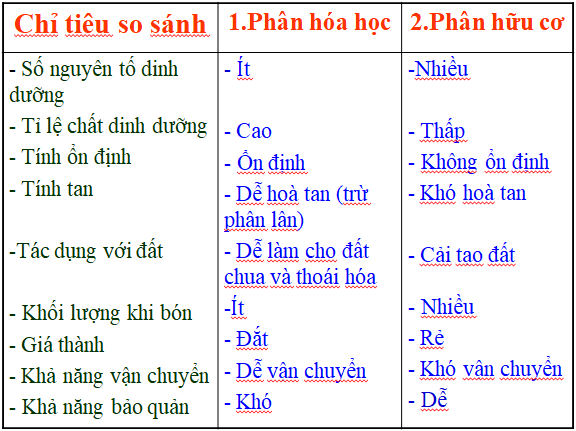 Chỉ tiêu so sánh
1.Phân hóa học
2.Phân hữu cơ
- Số nguyên tố dinh dưỡng
- Ít
-Nhiều
- Tỉ lệ chất dinh dưỡng
- Cao
- Thấp
- Tính ổn định
- Ổn định
- Không ổn định
- Tính tan
- Dễ hoà tan (trừ phân lân)
- Khó hoà tan
-Tác dụng với đất
- Dễ làm cho đất chua và thoái hóa
- Cải tao đất
- Khối lượng khi bón
-Ít
- Nhiều
- Giá thành
- Đắt
- Rẻ
- Khả năng vận chuyển
- Dễ vân chuyển
- Khó vân chuyển
- Khả năng bảo quản
- Khó
- Dễ